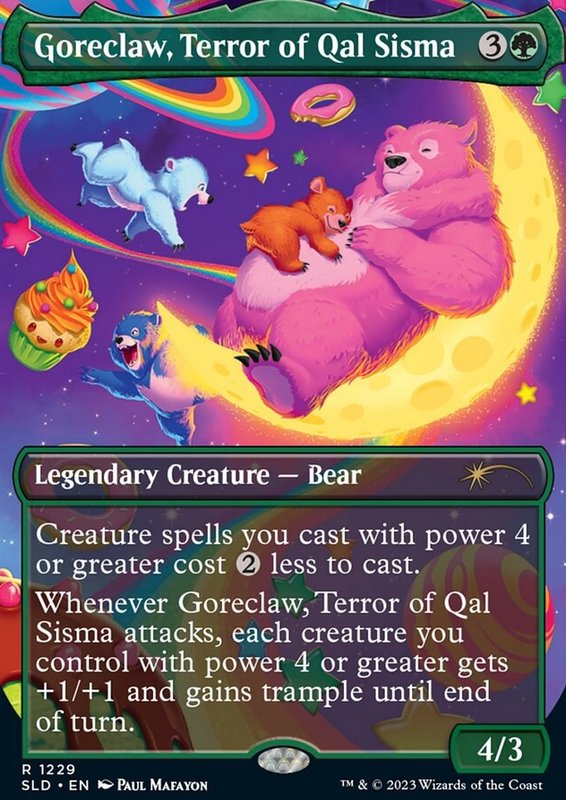 Goreclaw, Terror of Qal Sisma 3
Legendary Creature — Bear
Creature spells you cast with power 4
or greater cost 2 less to cast.
Whenever Goreclaw, Terror of Qal
Sisma attacks, each creature you
control with power 4 or greater gets
+1/+1 and gains trample until end
of turn.
4/3
R 1229
SLD • EN Paul Mafayon
™ & © 2023 Wizards of the Coast